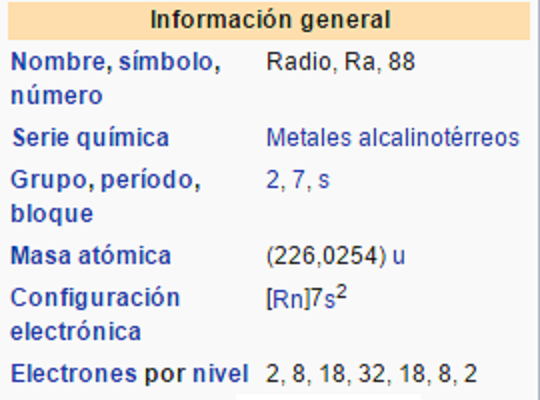 Información general
Nombre, símbolo, Radio, Ra, 88
número
Serie química Metales alcalinotérreos
Grupo, período, 2, 7, s
bloque
Masa atómica (226,0254) u
Configuración [Rn]7s²
electrónica
Electrones por nivel 2, 8, 18, 32, 18, 8, 2